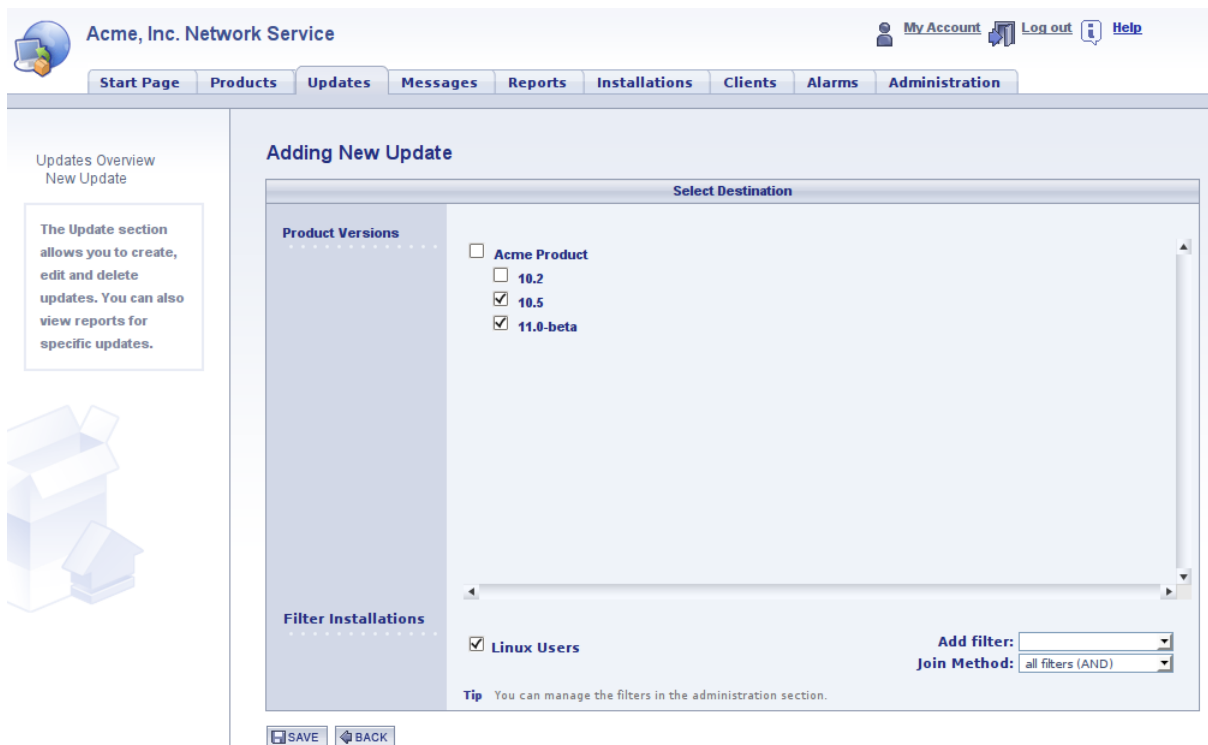 Acme, Inc. Network Service
My Account Log out Help
Start Page Products Updates Messages Reports Installations Clients Alarms Administration
Updates Overview
New Update
The Update section
allows you to create,
edit and delete
updates. You can also
view reports for
specific updates.
Adding New Update
Select Destination
Product Versions
Acme Product
10.2
10.5
11.0-beta
Filter Installations
Linux Users
Add filter:
Join Method: all filters (AND)
Tip You can manage the filters in the administration section.
SAVE BACK